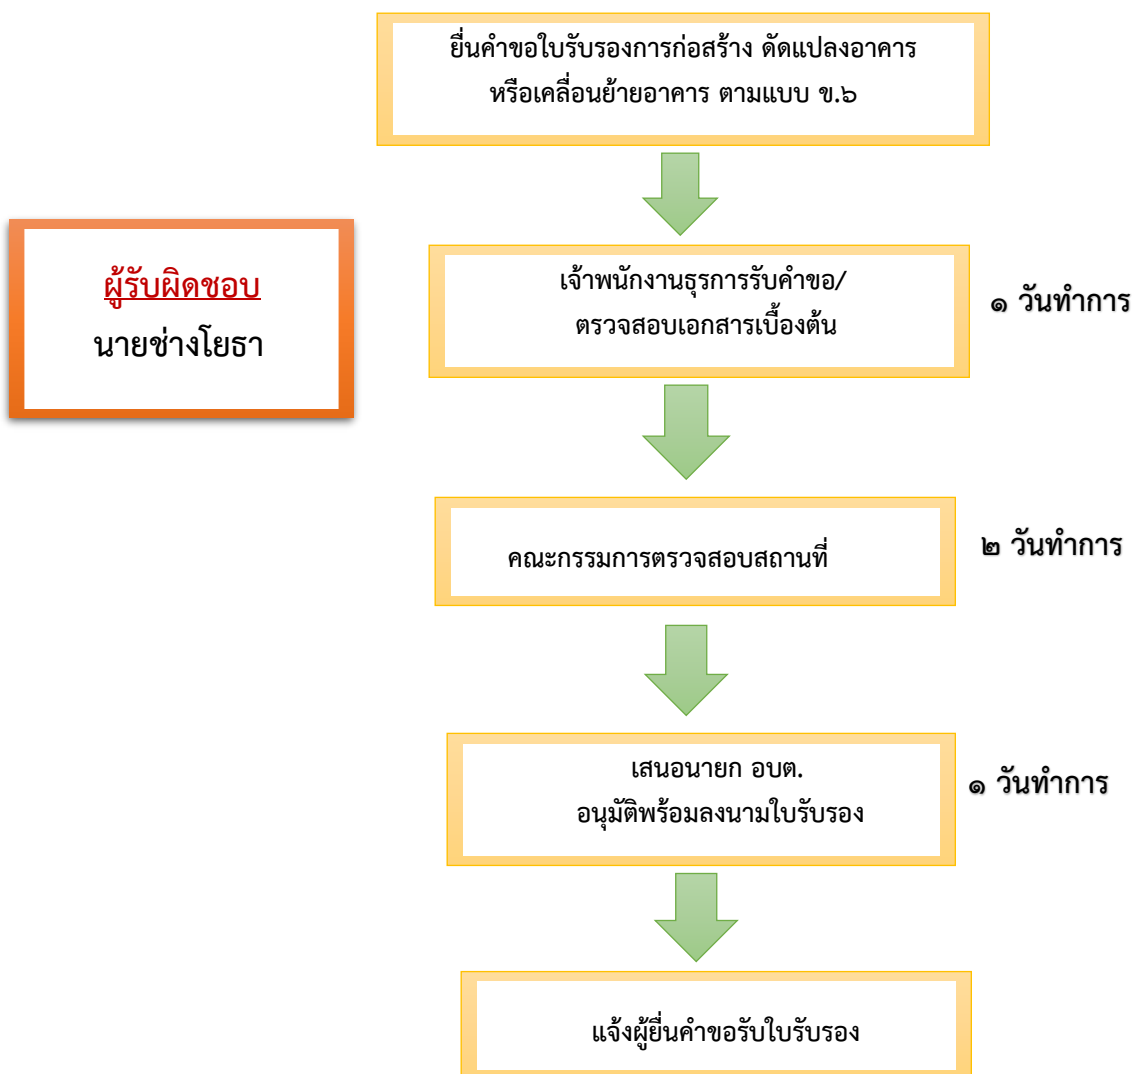 ยื่นคำขอใบรับรองการก่อสร้าง ดัดแปลงอาคาร
หรือเคลื่อนย้ายอาคาร ตามแบบ ข.๖
ผู้รับผิดชอบ
นายช่างโยธา
เจ้าพนักงานธุรการรับคำขอ/
ตรวจสอบเอกสารเบื้องต้น
๑ วันทำการ
คณะกรรมการตรวจสอบสถานที่
๒ วันทำการ
เสนอนายก อบต.
อนุมัติพร้อมลงนามใบรับรอง
๑ วันทำการ
แจ้งผู้ยื่นคำขอรับใบรับรอง